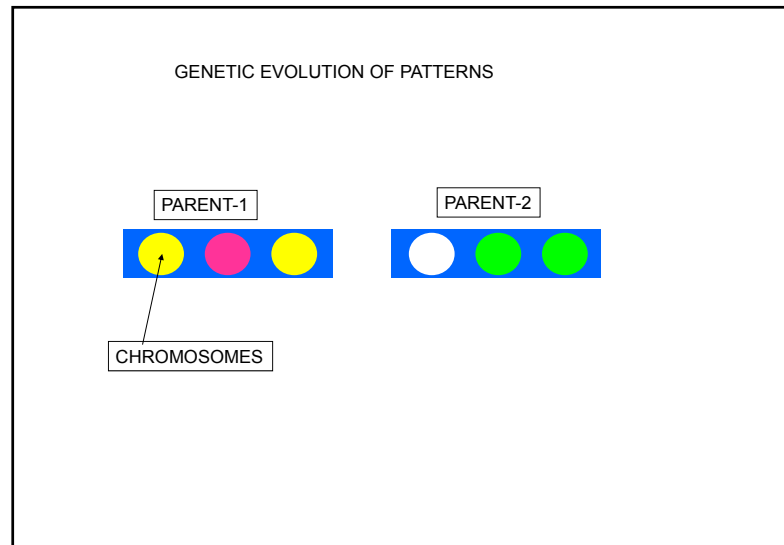 GENETIC EVOLUTION OF PATTERNS
PARENT-1
PARENT-2
CHROMOSOMES